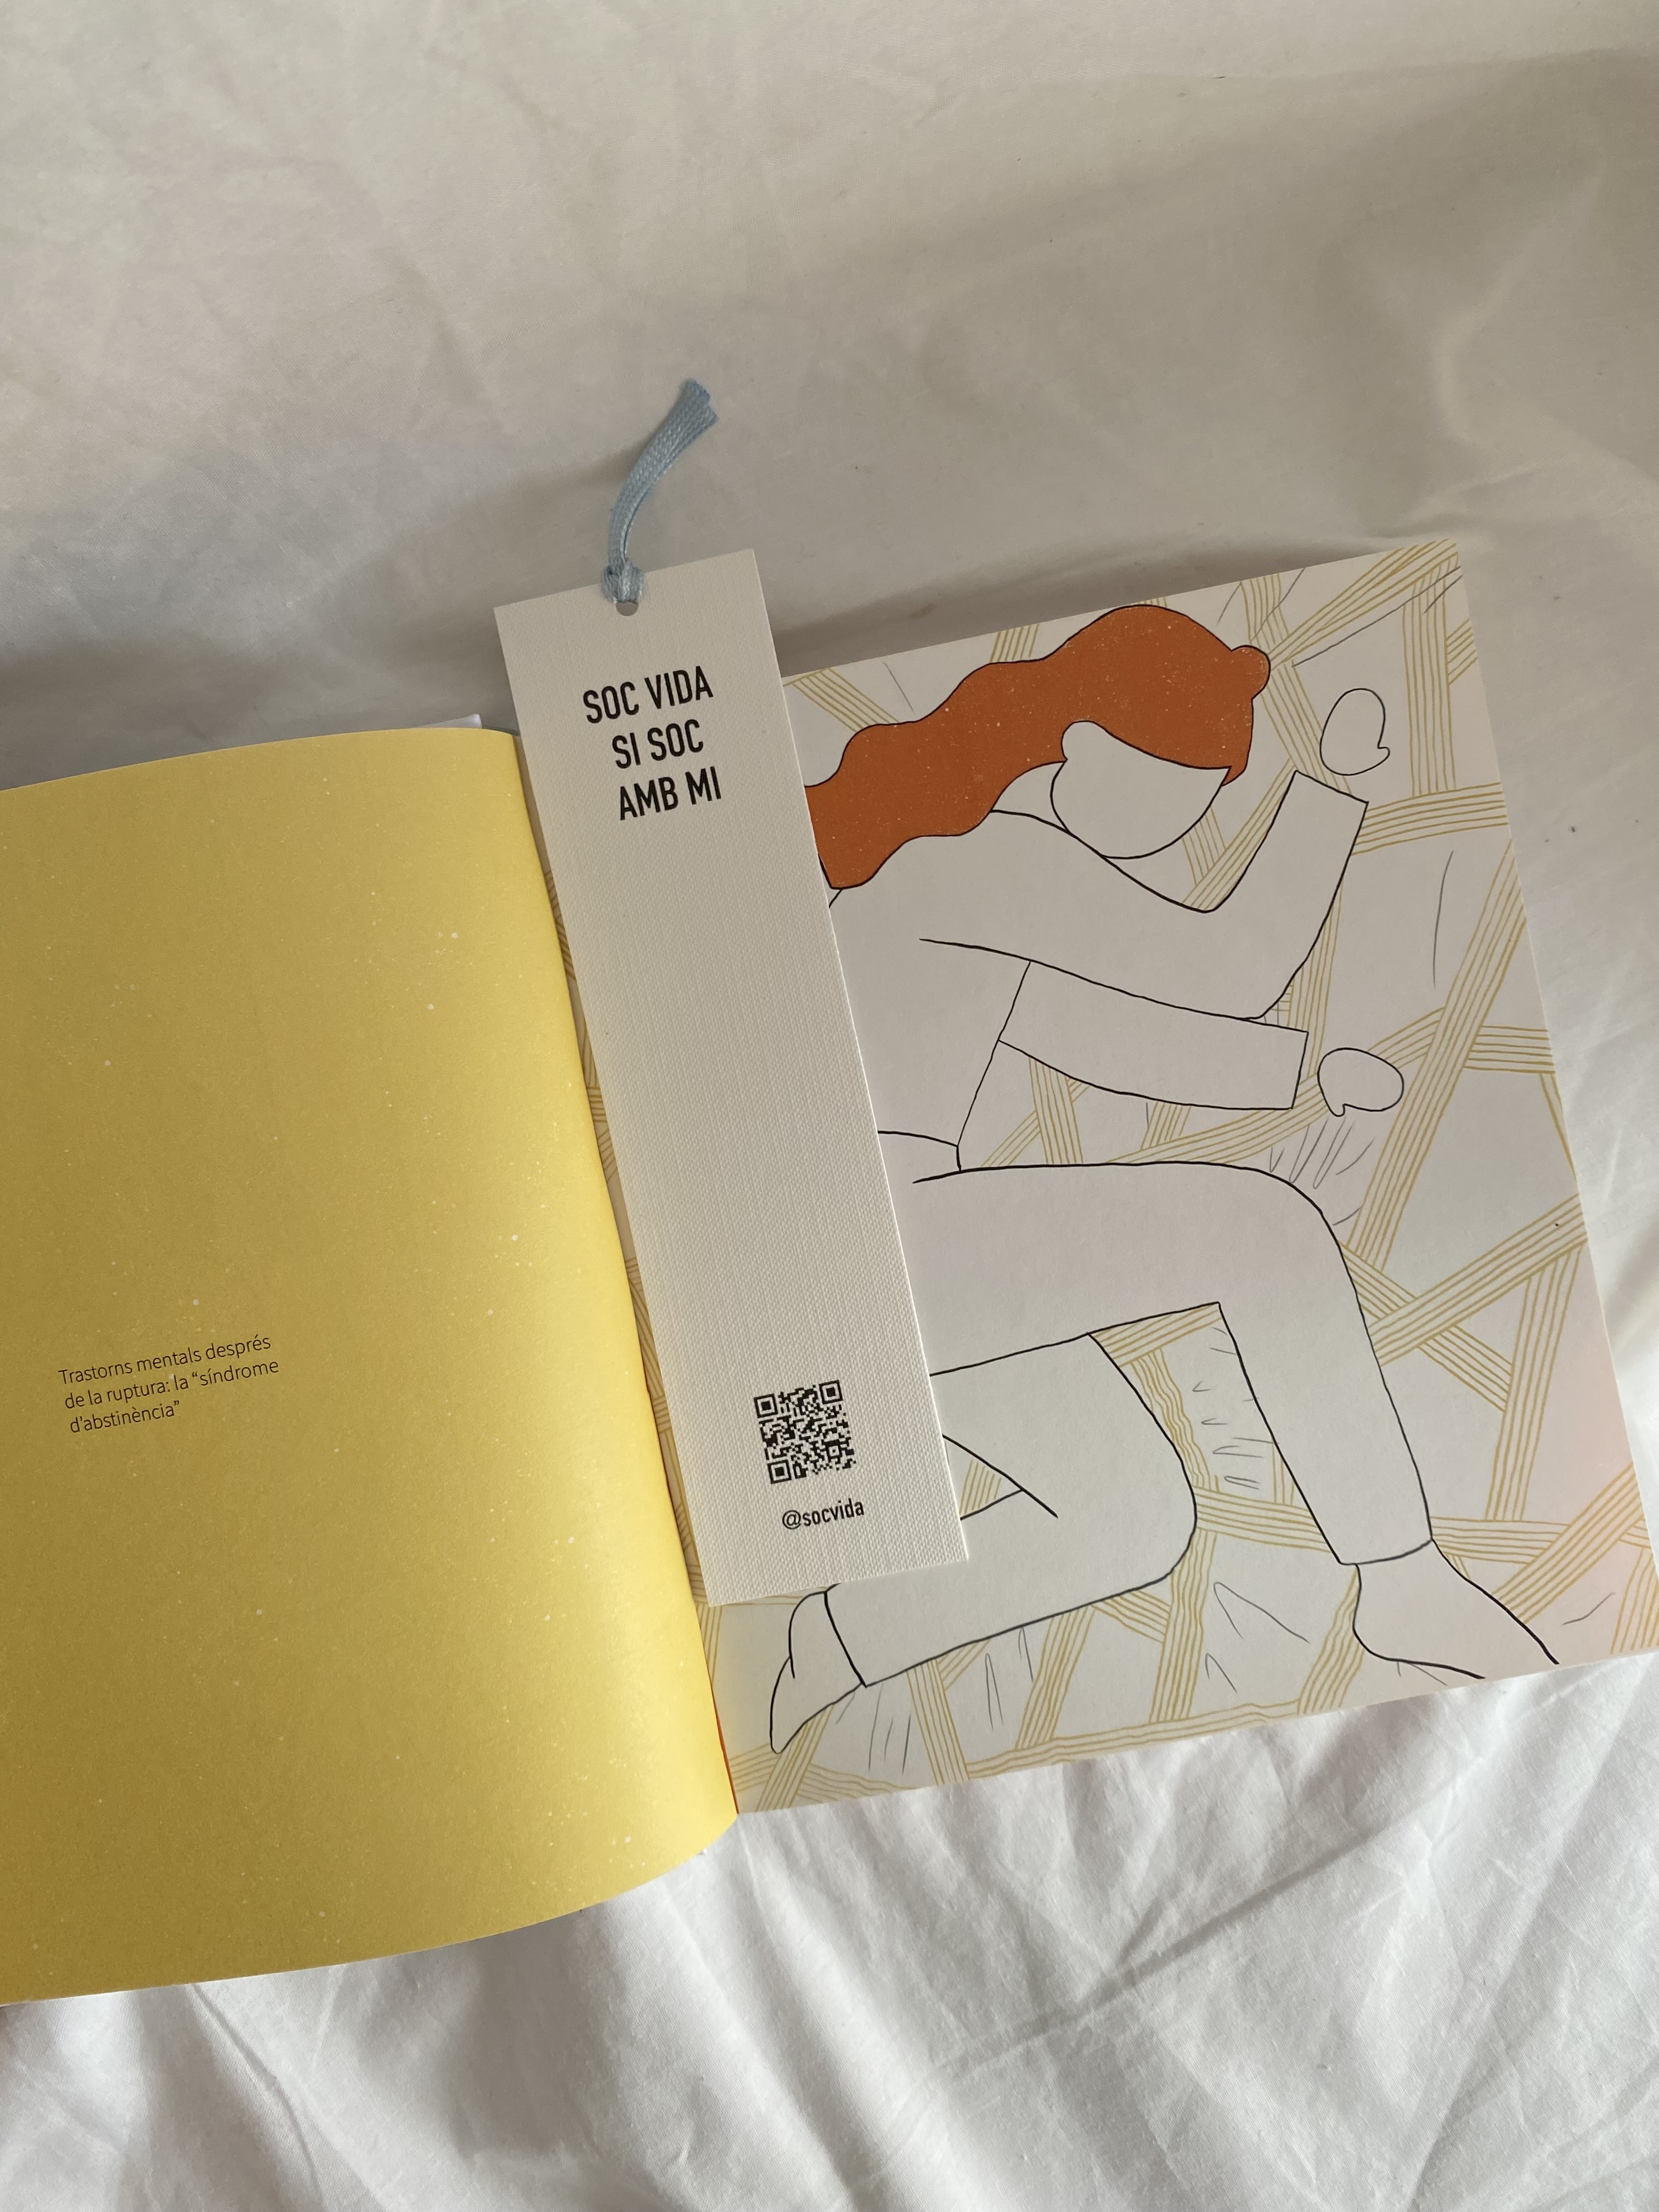 SOC VIDA
SI SOC
AMB MI
@socvida
Trastorns mentals després
de la ruptura: la “síndrome
d’abstinència”